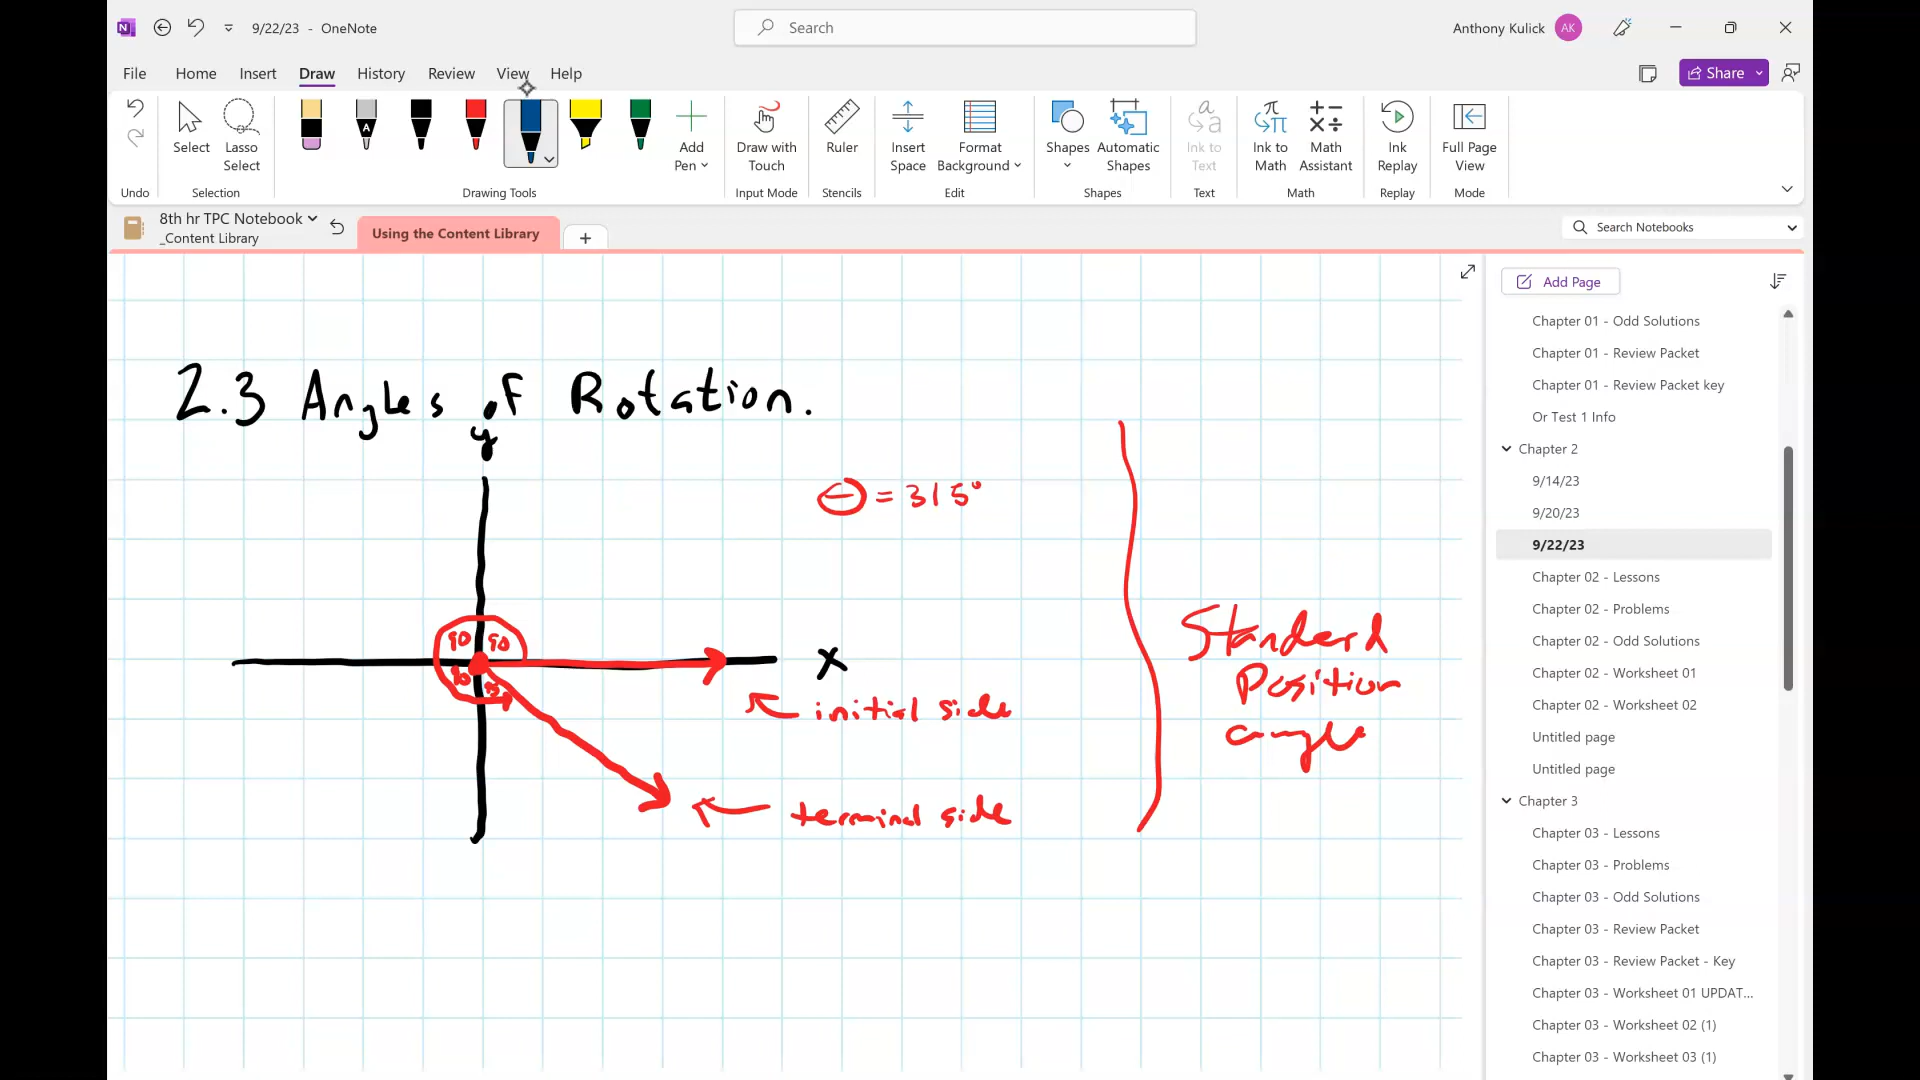 9/22/23 - OneNote
Search
Anthony Kulick AK
File Home Insert Draw History Review View Help
Share
A
Select
Lasso Select
Add Pen
Draw with Touch
Ruler
Insert Space
Format Background
Shapes
Automatic Shapes
Ink to Text
Ink to Math
Math Assistant
Ink Replay
Full Page View
Undo
Selection
Drawing Tools
Input Mode
Stencils
Edit
Shapes
Text
Math
Replay
Mode
8th hr TPC Notebook
_Content Library
Using the Content Library
Search Notebooks
Add Page
2.3 Angles of Rotation.
y
θ = 315°
90 90
90
x
initial side
terminal side
Standard
Position
angle
Chapter 01 - Odd Solutions
Chapter 01 - Review Packet
Chapter 01 - Review Packet key
Or Test 1 Info
Chapter 2
9/14/23
9/20/23
9/22/23
Chapter 02 - Lessons
Chapter 02 - Problems
Chapter 02 - Odd Solutions
Chapter 02 - Worksheet 01
Chapter 02 - Worksheet 02
Untitled page
Untitled page
Chapter 3
Chapter 03 - Lessons
Chapter 03 - Problems
Chapter 03 - Odd Solutions
Chapter 03 - Review Packet
Chapter 03 - Review Packet - Key
Chapter 03 - Worksheet 01 UPDAT...
Chapter 03 - Worksheet 02 (1)
Chapter 03 - Worksheet 03 (1)